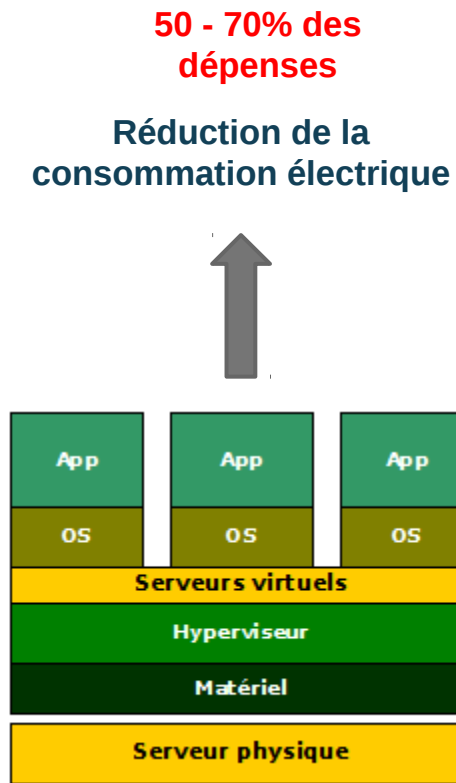 50 - 70% des
dépenses
Réduction de la
consommation électrique
App App App
OS OS OS
Serveurs virtuels
Hyperviseur
Matériel
Serveur physique